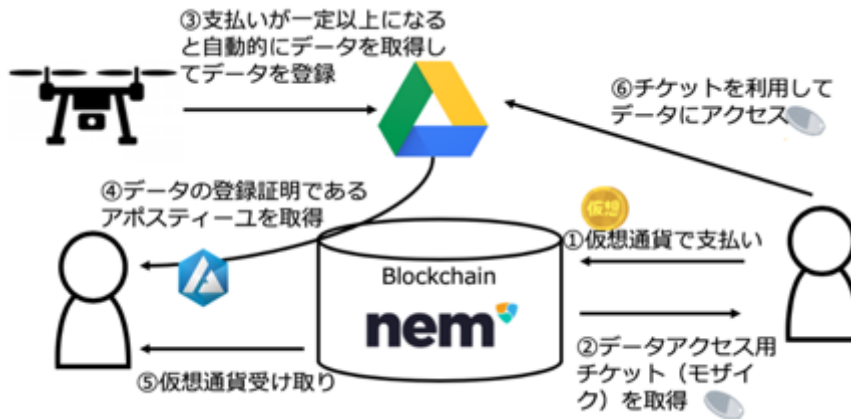 ③支払いが一定以上になる
と自動的にデータを取得し
てデータを登録
⑥チケットを利用して
データにアクセス
④データの登録証明である
アポスティーユを取得
仮想
①仮想通貨で支払い
Blockchain
nem
②データアクセス用
チケット（モザイ
ク）を取得
⑤仮想通貨受け取り